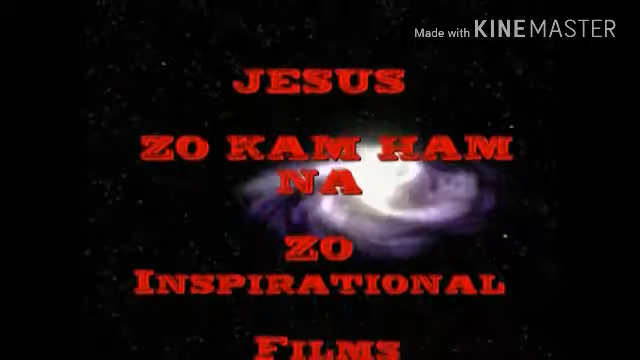 Made with KINEMASTER
JESUS
ZO KAM HAM
NA
ZO
INSPIRATIONAL
FILMS